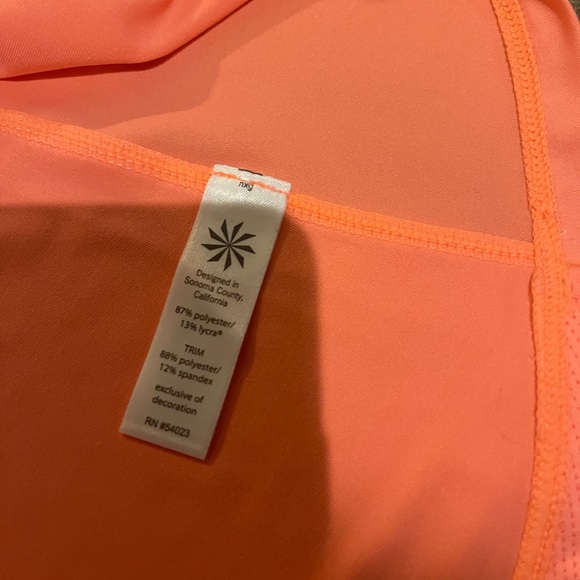 Designed in
Sonoma County,
California
87% polyester/
13% lycra®
TRIM
88% polyester/
12% spandex
exclusive of
decoration
RN #54023